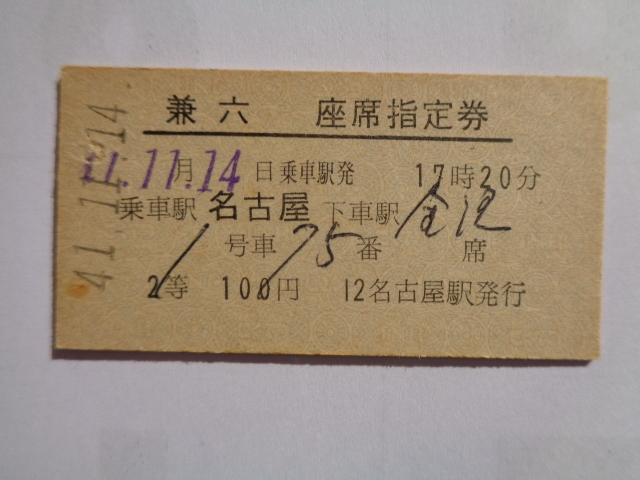 兼六 座席指定券
41.11.14
41.11.14
月 日 乗車駅発 17時20分
乗車駅 名古屋 下車駅 金沢
1 号車 75 番 席
2等 100円 12名古屋駅発行